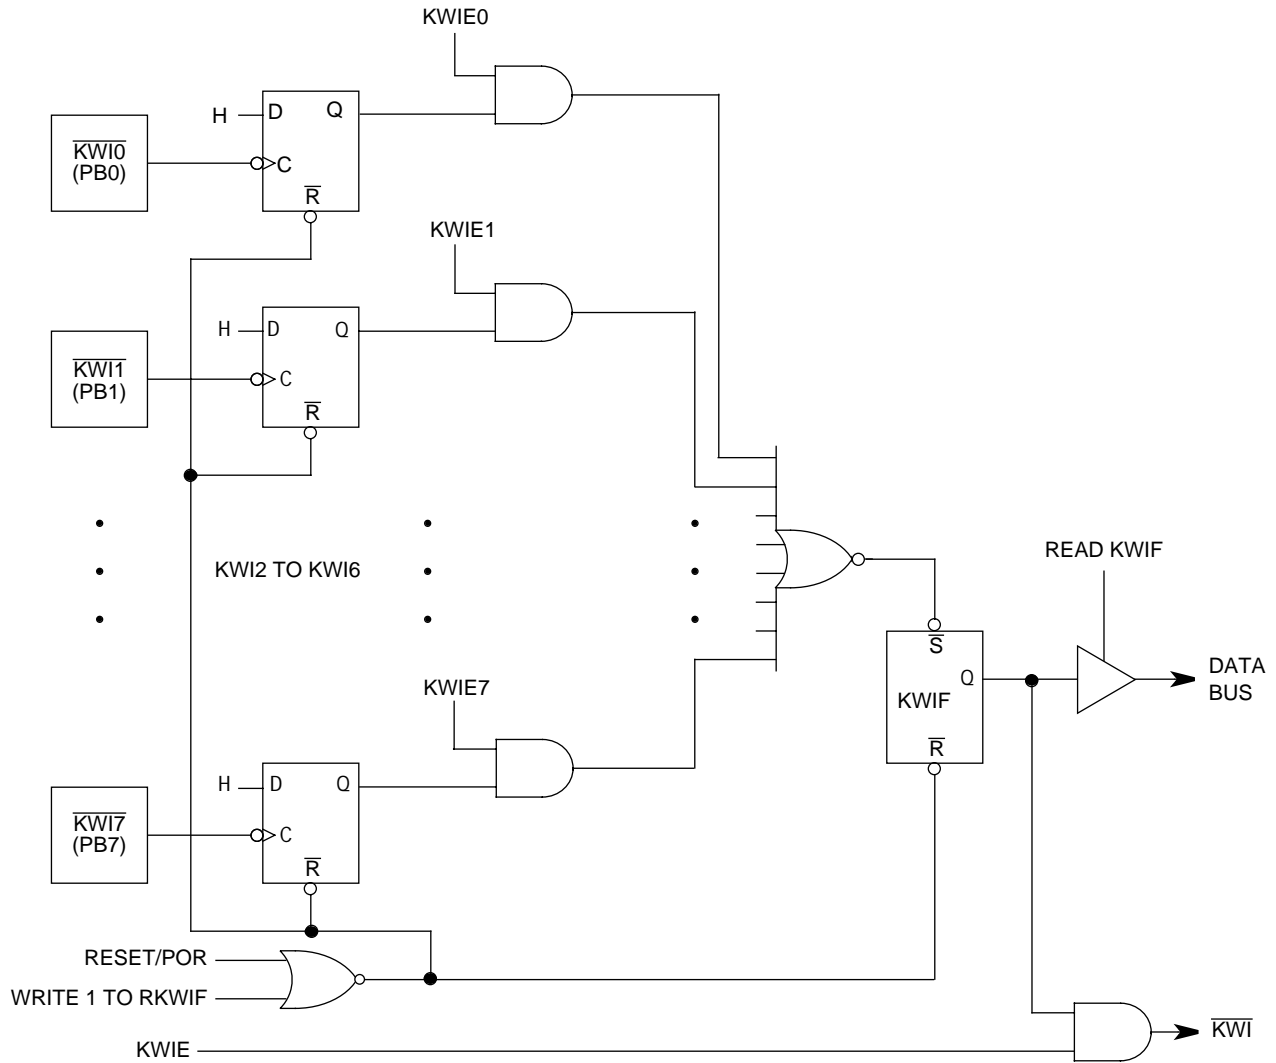 KWIE0
H D Q
KWI0
(PB0)
C
R
KWIE1
H D Q
KWI1
(PB1)
C
R
KWI2 TO KWI6
READ KWIF
S
Q
KWIF
R
DATA
BUS
KWIE7
H D Q
KWI7
(PB7)
C
R
RESET/POR
WRITE 1 TO RKWIF
KWIE
KWI